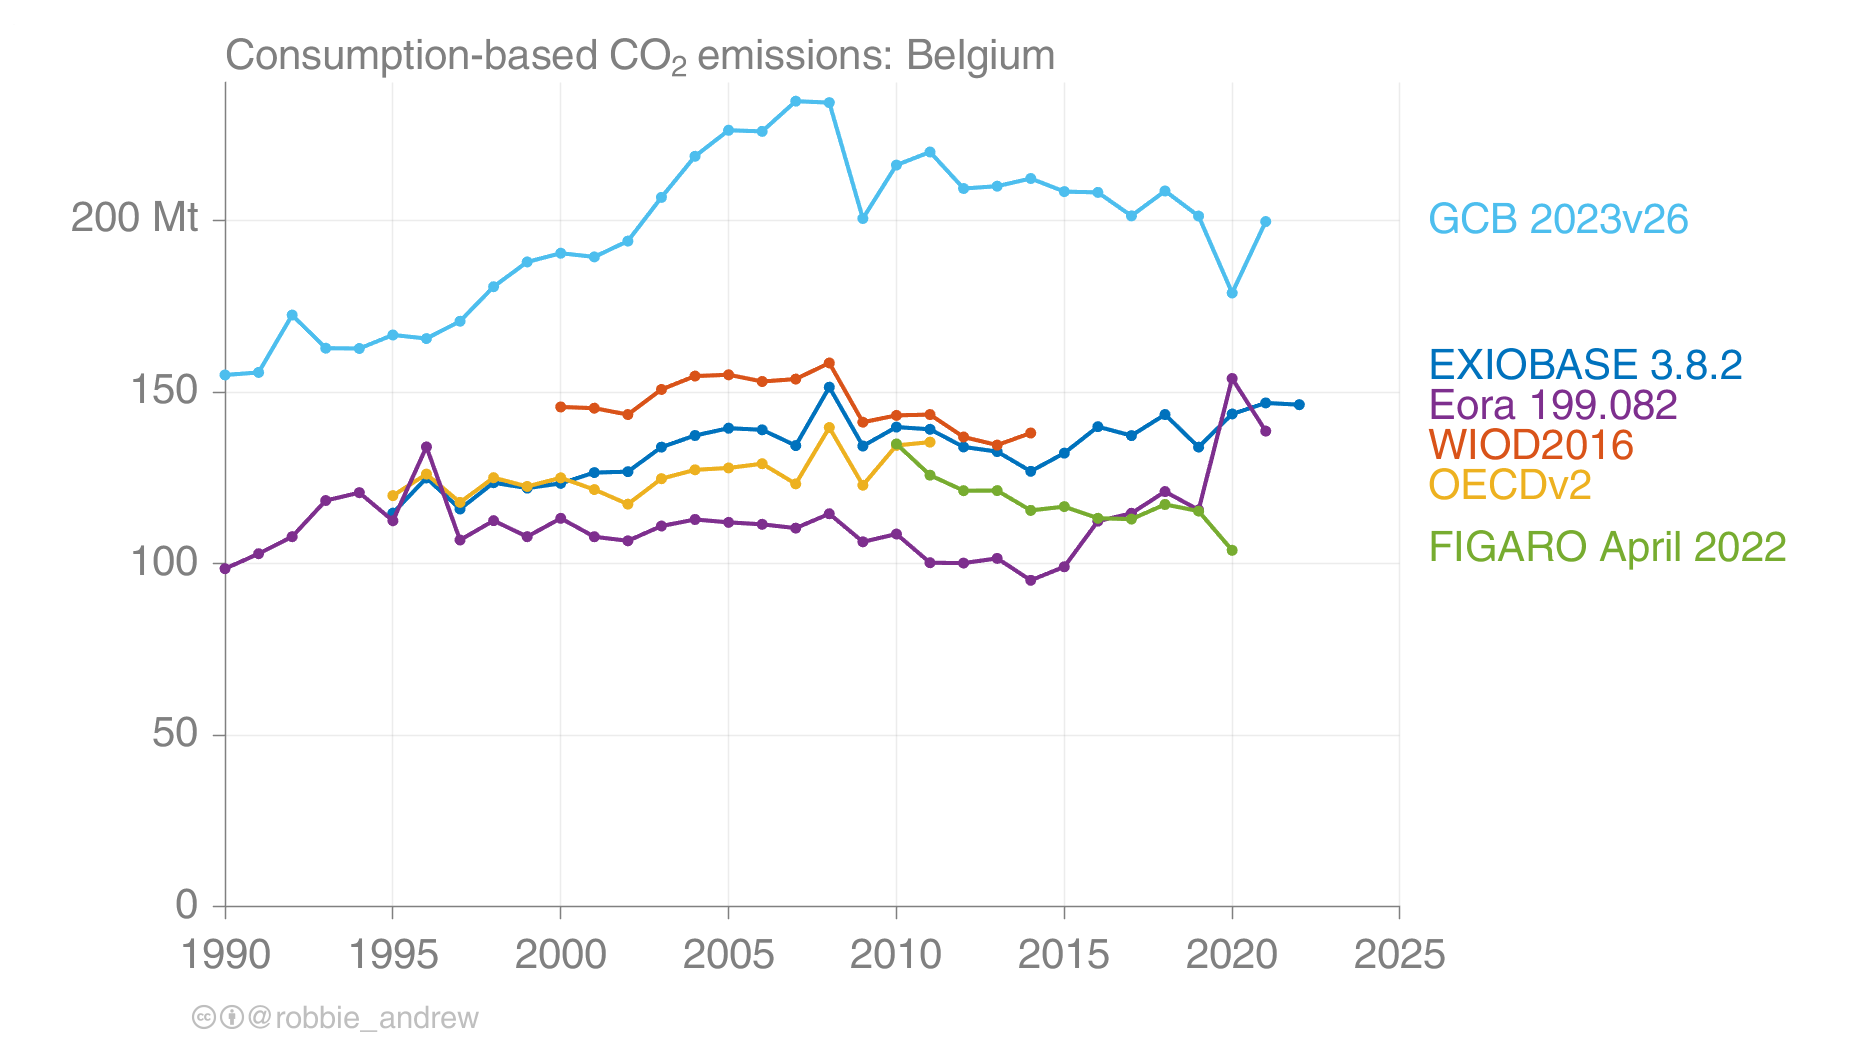 Consumption-based CO₂ emissions: Belgium
200 Mt
150
100
50
0
1990 1995 2000 2005 2010 2015 2020 2025
GCB 2023v26
EXIOBASE 3.8.2
Eora 199.082
WIOD2016
OECDv2
FIGARO April 2022
@robbie_andrew